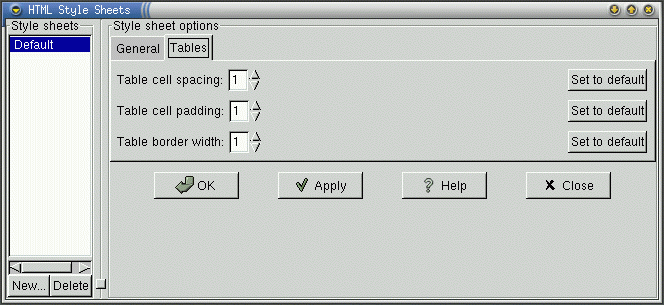 HTML Style Sheets
Style sheets
Default
New... Delete
Style sheet options
General Tables
Table cell spacing: 1 Set to default
Table cell padding: 1 Set to default
Table border width: 1 Set to default
OK Apply Help Close